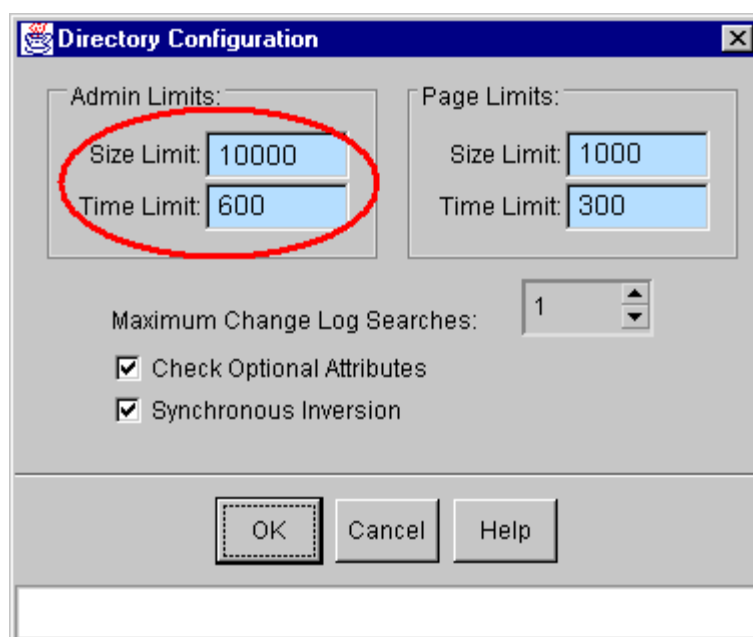 Directory Configuration
Admin Limits:
Size Limit: 10000
Time Limit: 600
Page Limits:
Size Limit: 1000
Time Limit: 300
Maximum Change Log Searches: 1
Check Optional Attributes
Synchronous Inversion
OK Cancel Help